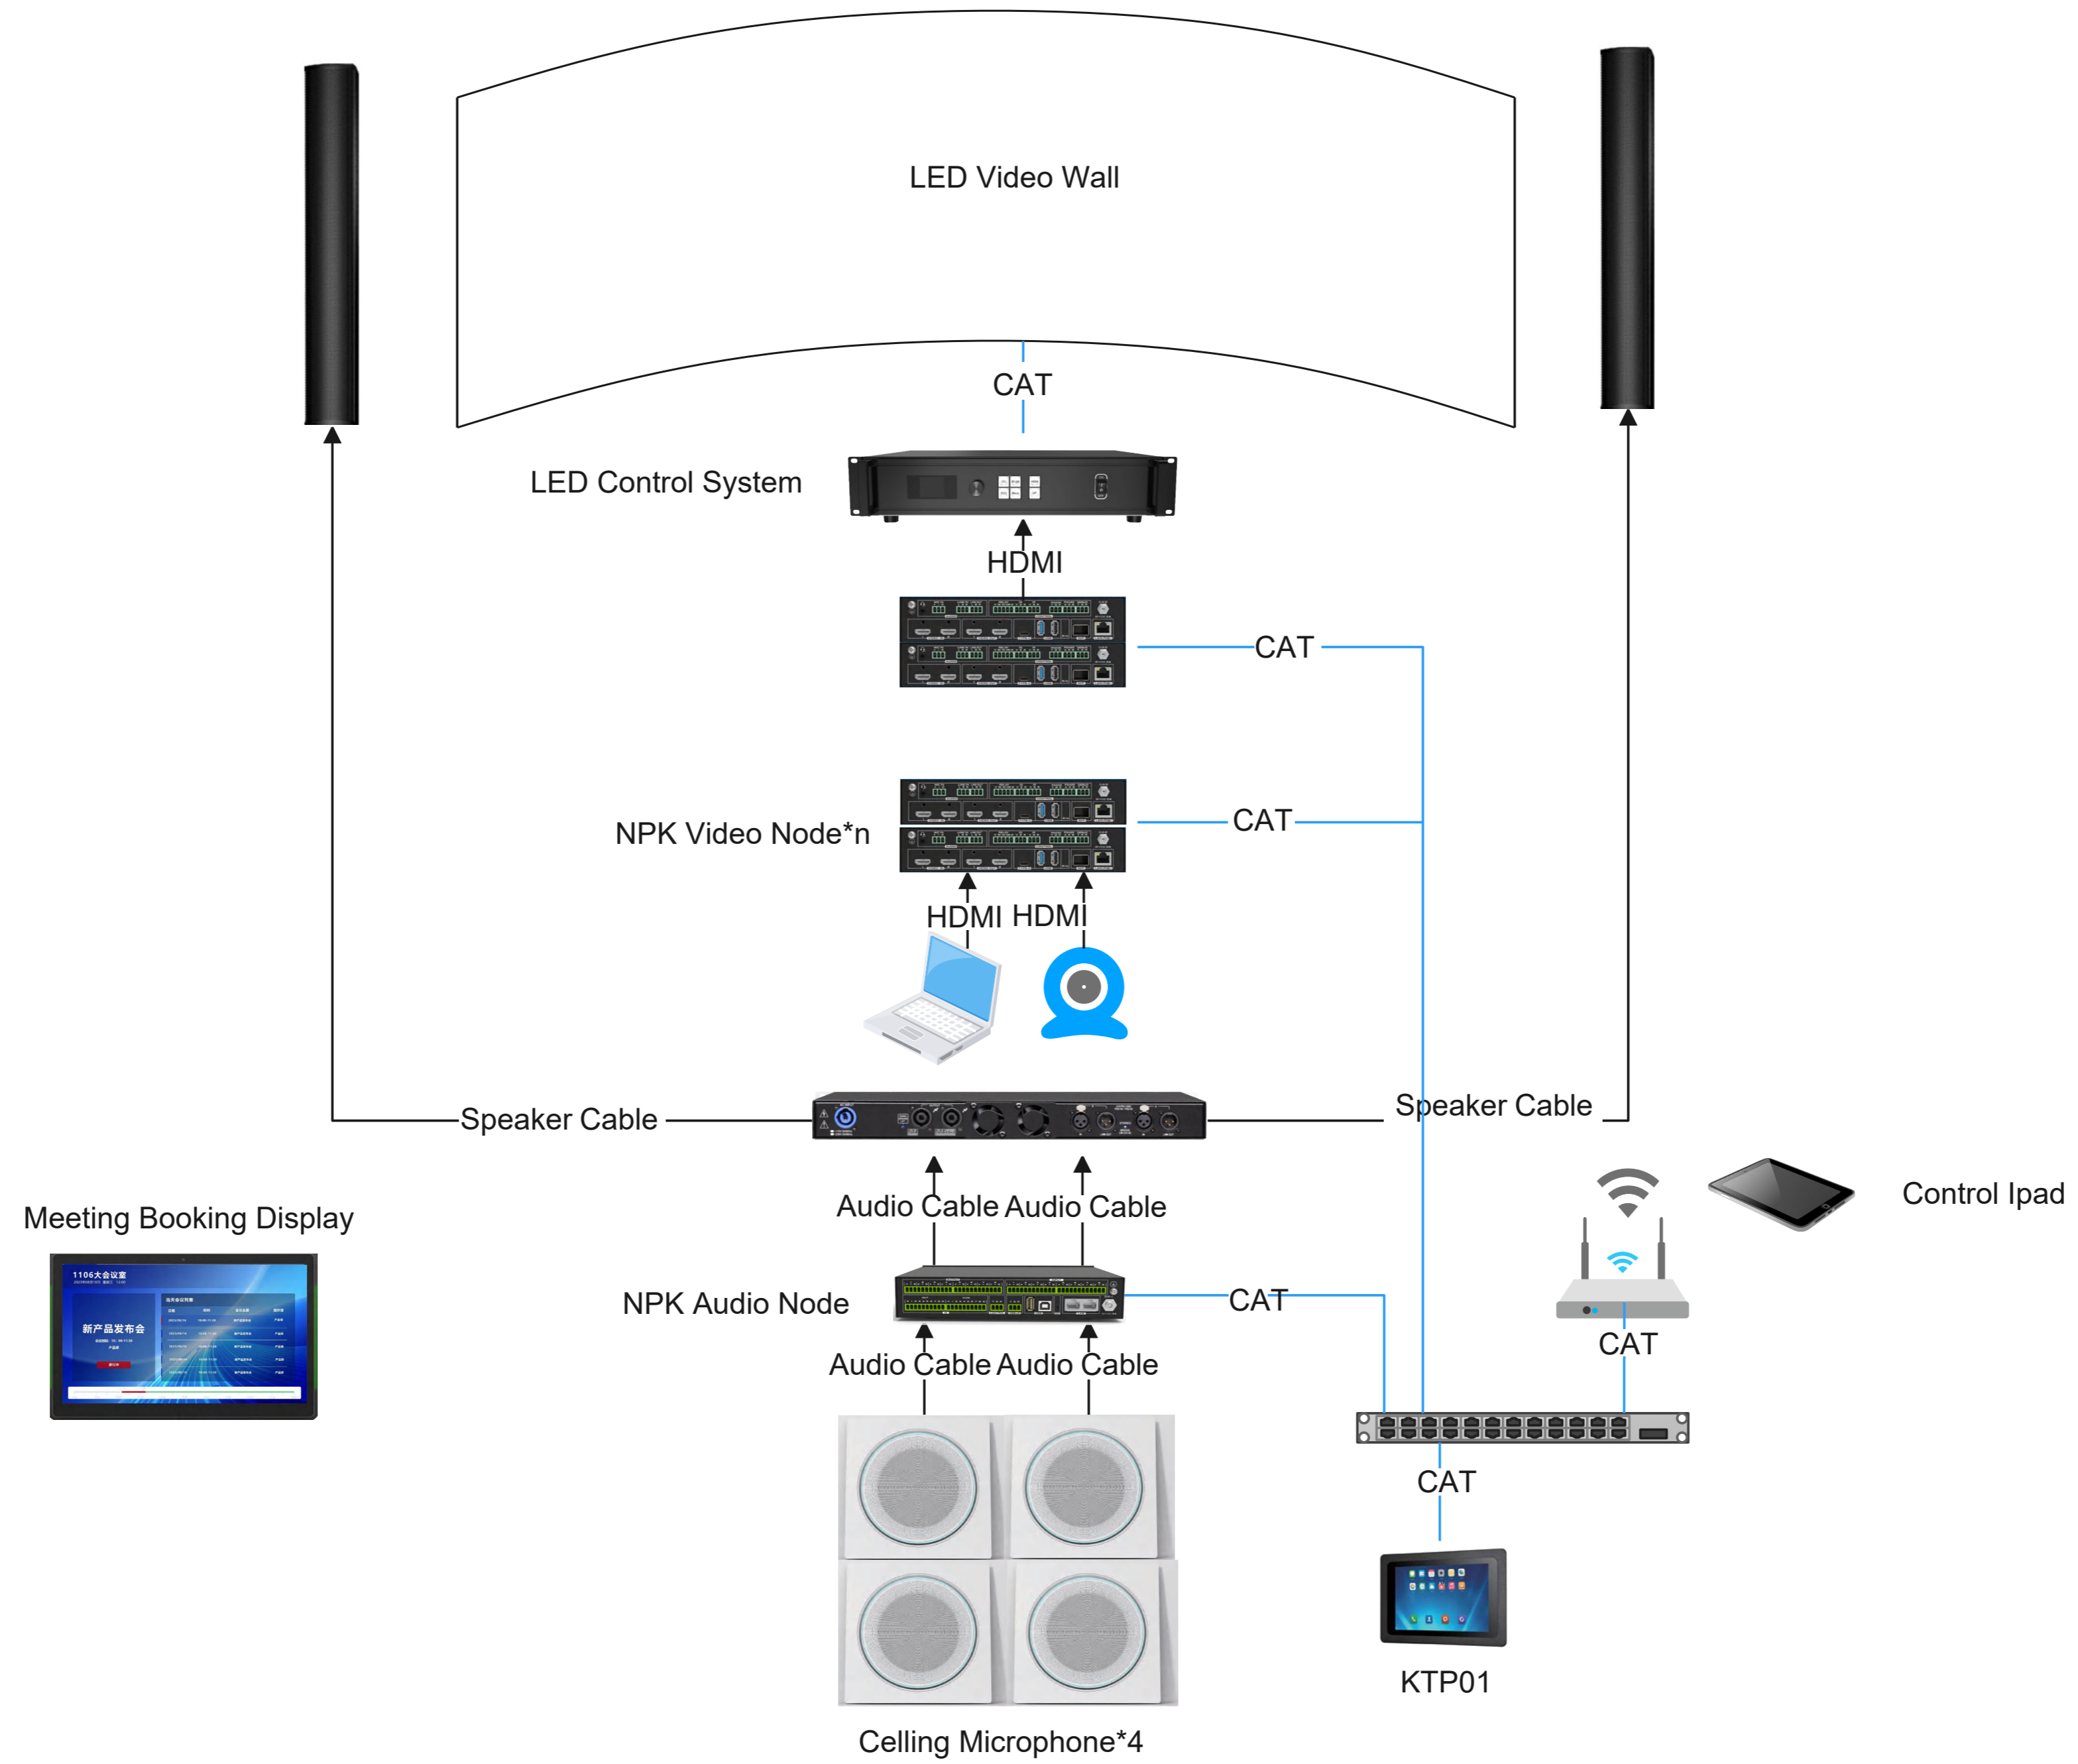 LED Video Wall
CAT
LED Control System
HDMI
CAT
NPK Video Node*n
CAT
HDMI
HDMI
Speaker Cable
Speaker Cable
Audio Cable
Audio Cable
Meeting Booking Display
Control Ipad
1106大会议室
新产品发布会
NPK Audio Node
CAT
CAT
Audio Cable
Audio Cable
CAT
KTP01
Celling Microphone*4